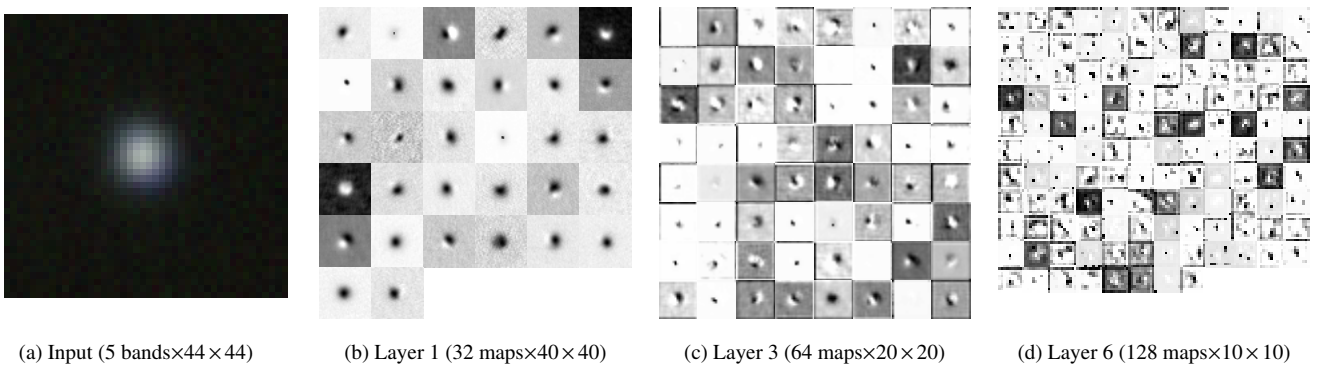 (a) Input (5 bands×44×44)
(b) Layer 1 (32 maps×40×40)
(c) Layer 3 (64 maps×20×20)
(d) Layer 6 (128 maps×10×10)